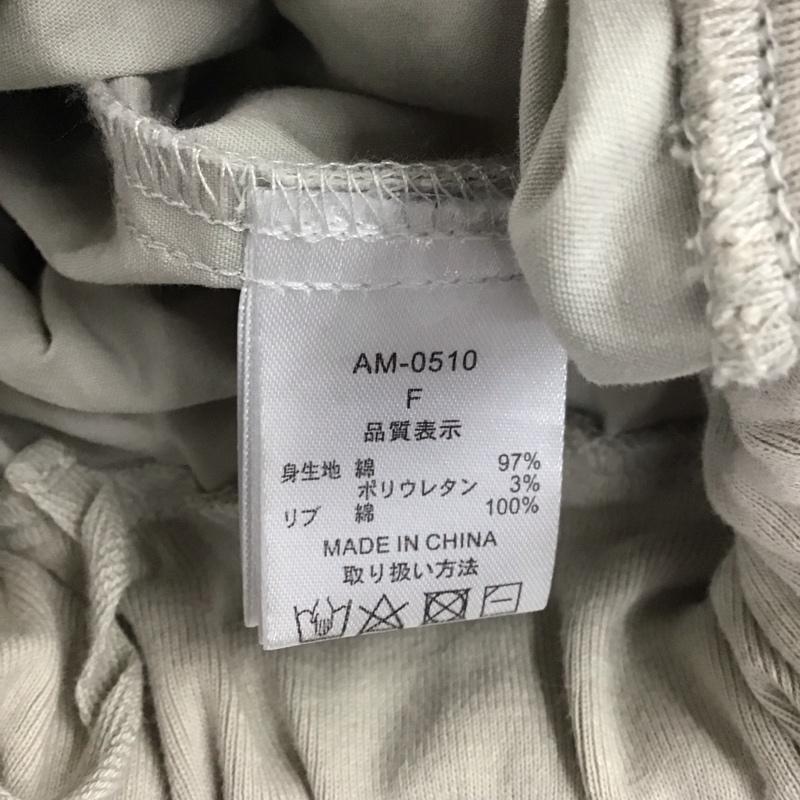 AM-0510
F
品質表示
身生地 綿 97%
ポリウレタン 3%
リブ 綿 100%
MADE IN CHINA
取り扱い方法